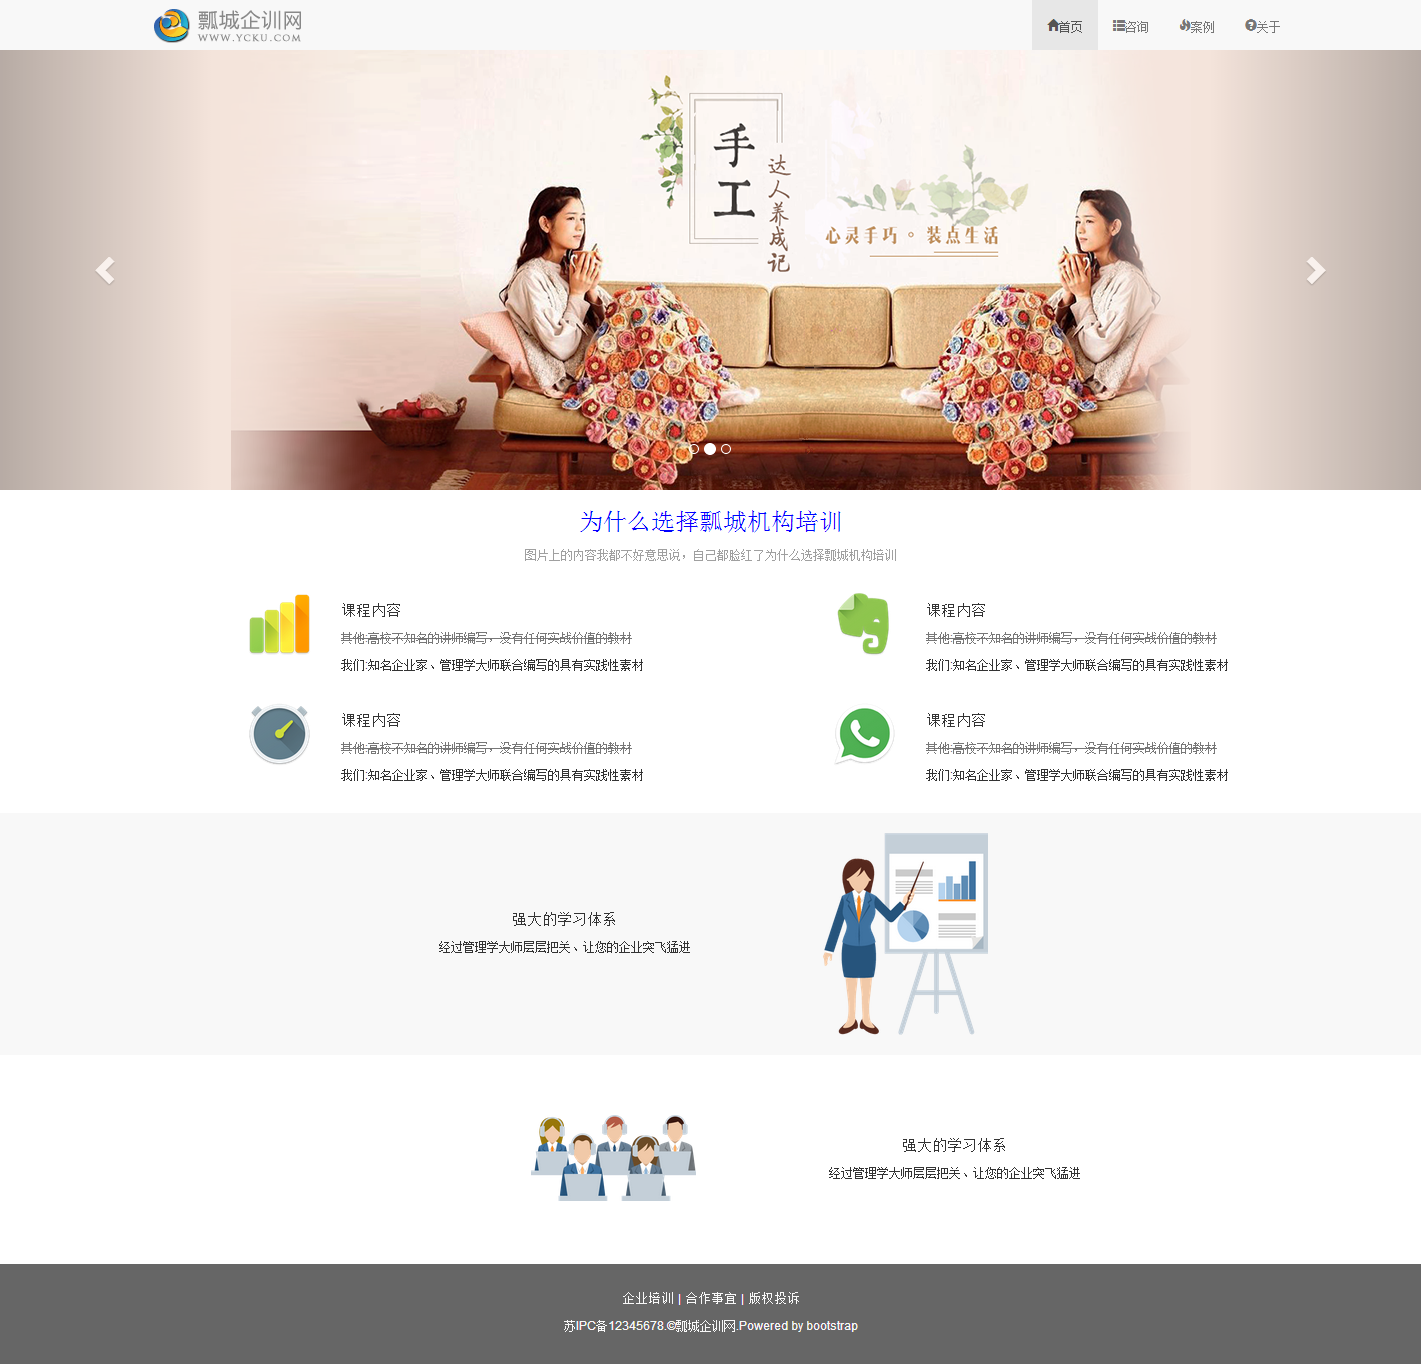 瓢城企训网
WWW.YCKU.COM
首页
咨询
案例
关于
手工
达人养成记
心灵手巧。装点生活
为什么选择瓢城机构培训
图片上的内容我都不好意思说，自己都脸红了为什么选择瓢城机构培训
课程内容
其他:高校不知名的讲师编写，没有任何实战价值的教材
我们:知名企业家、管理学大师联合编写的具有实践性素材
课程内容
其他:高校不知名的讲师编写，没有任何实战价值的教材
我们:知名企业家、管理学大师联合编写的具有实践性素材
课程内容
其他:高校不知名的讲师编写，没有任何实战价值的教材
我们:知名企业家、管理学大师联合编写的具有实践性素材
课程内容
其他:高校不知名的讲师编写，没有任何实战价值的教材
我们:知名企业家、管理学大师联合编写的具有实践性素材
强大的学习体系
经过管理学大师层层把关、让您的企业突飞猛进
强大的学习体系
经过管理学大师层层把关、让您的企业突飞猛进
企业培训 | 合作事宜 | 版权投诉
苏IPC备12345678.©瓢城企训网.Powered by bootstrap